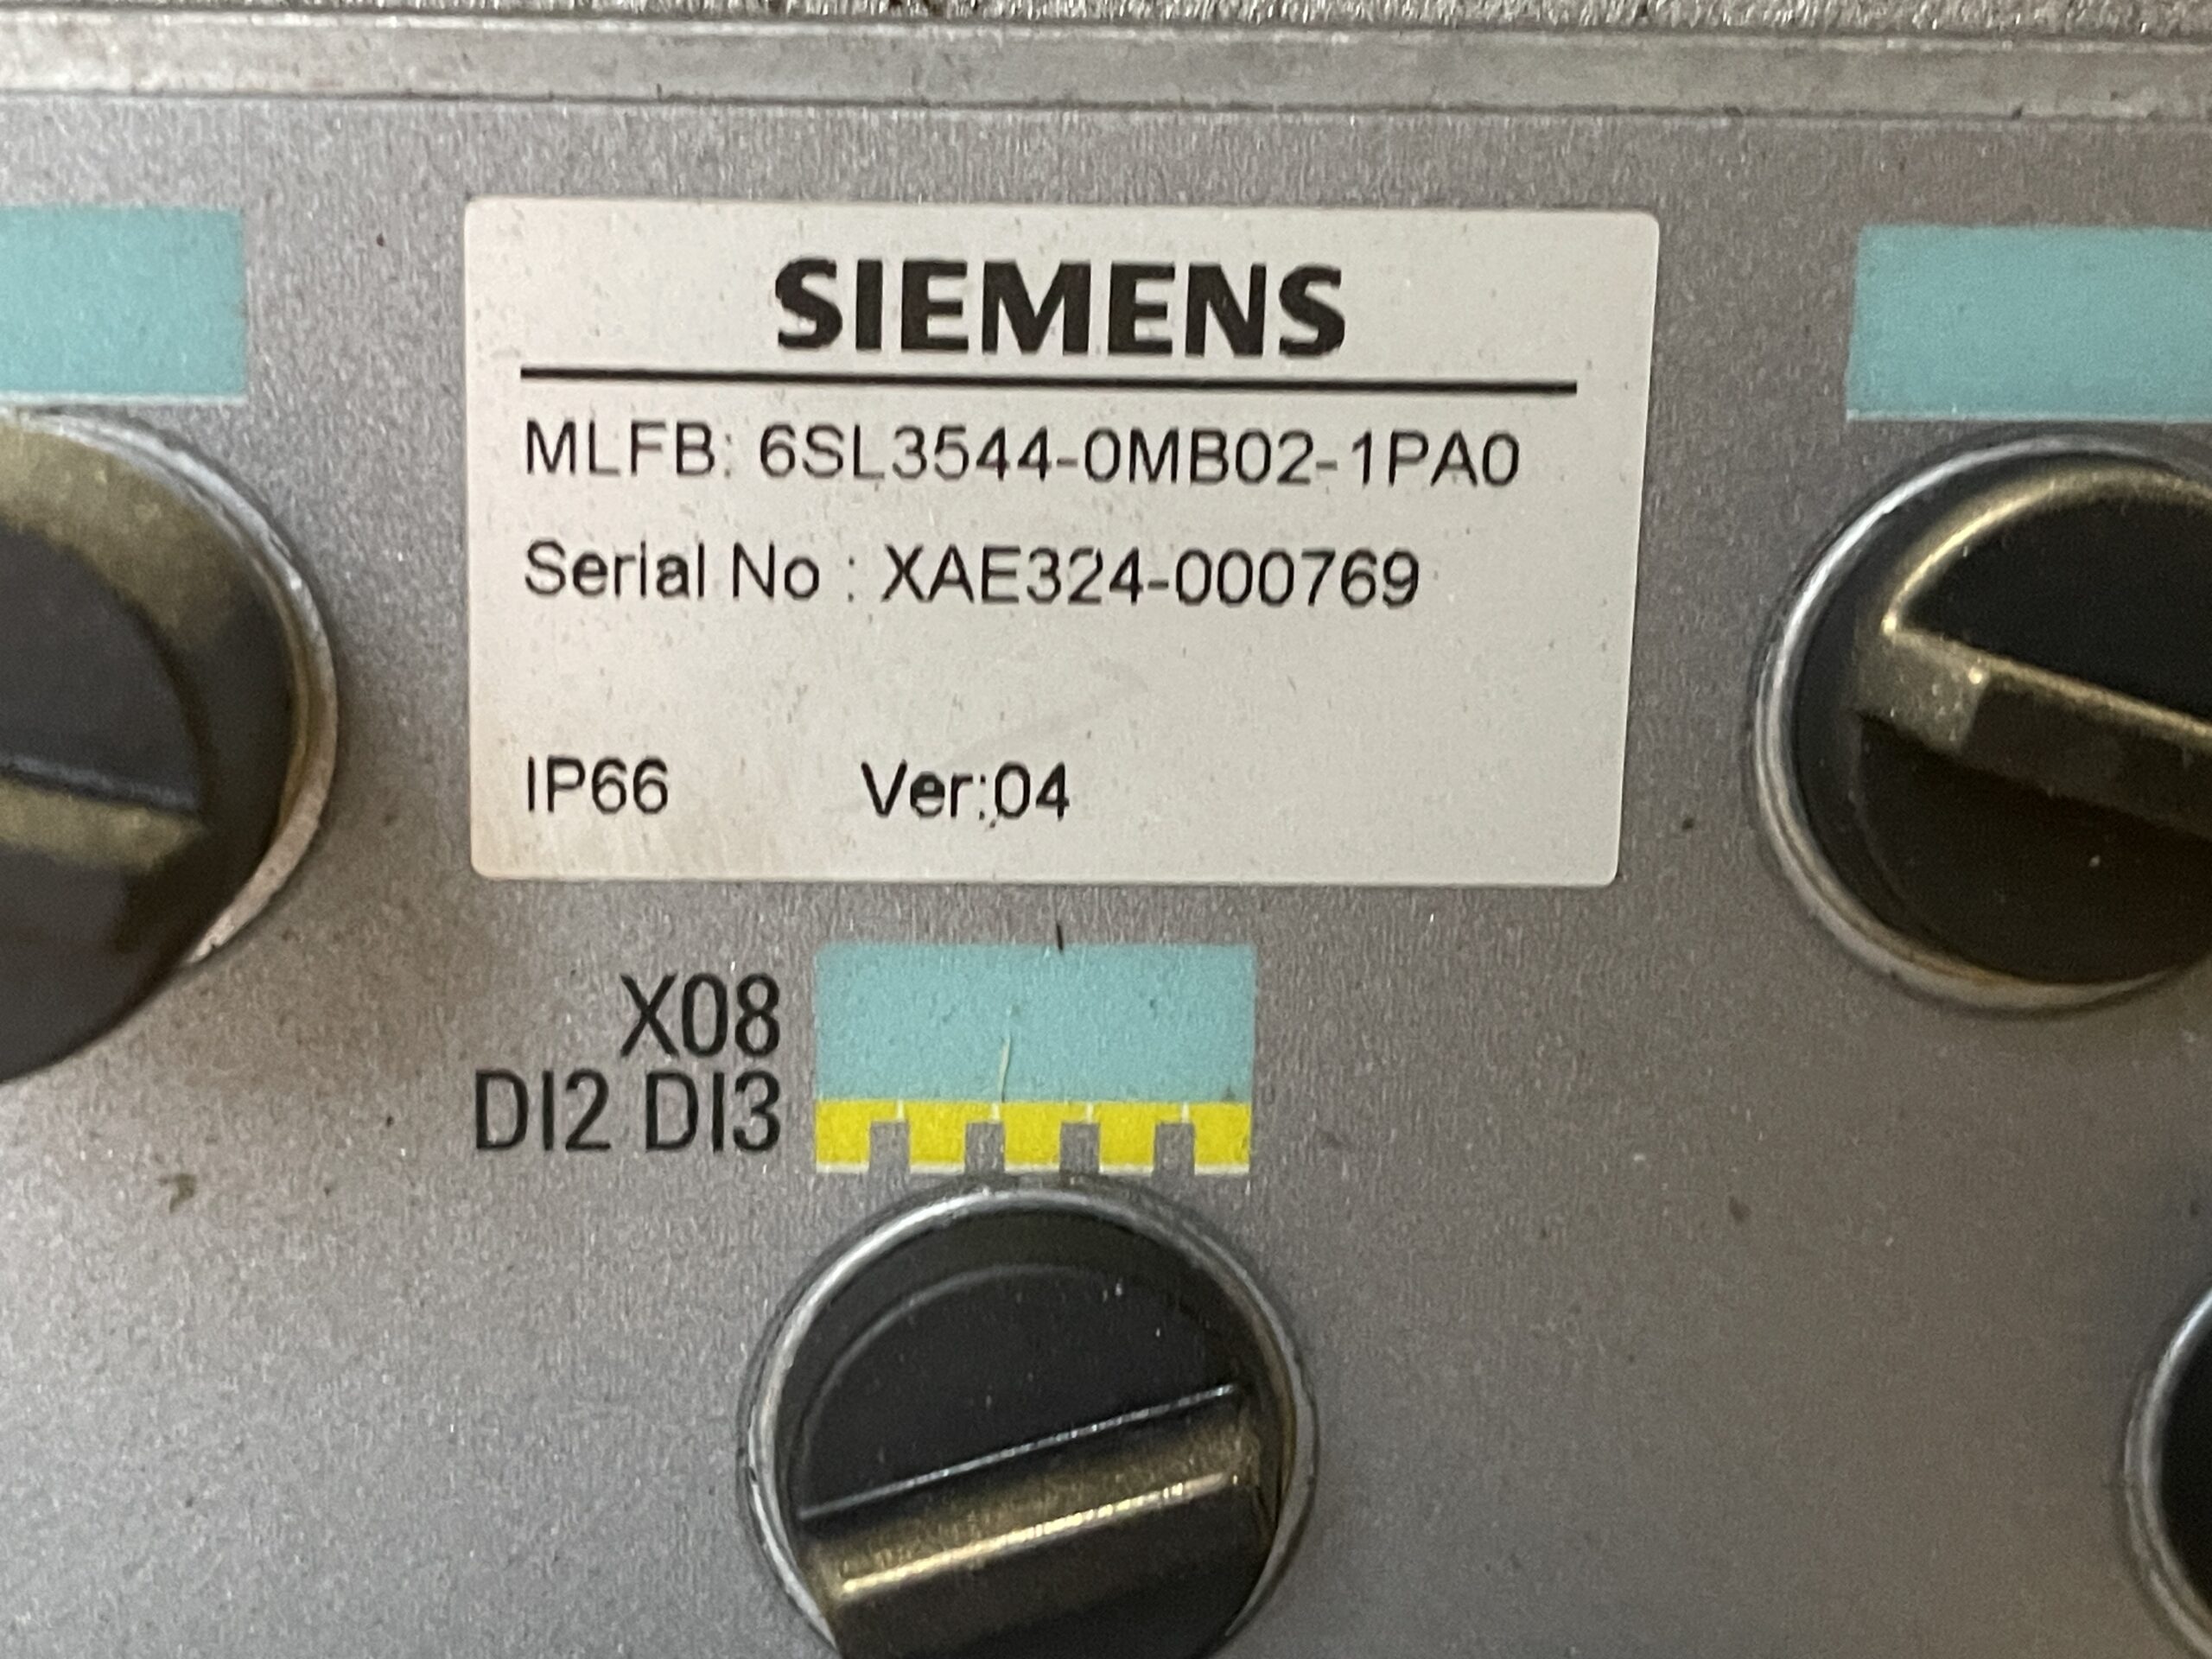 SIEMENS
MLFB: 6SL3544-0MB02-1PA0
Serial No : XAE324-000769
IP66 Ver:04
X08
DI2 DI3